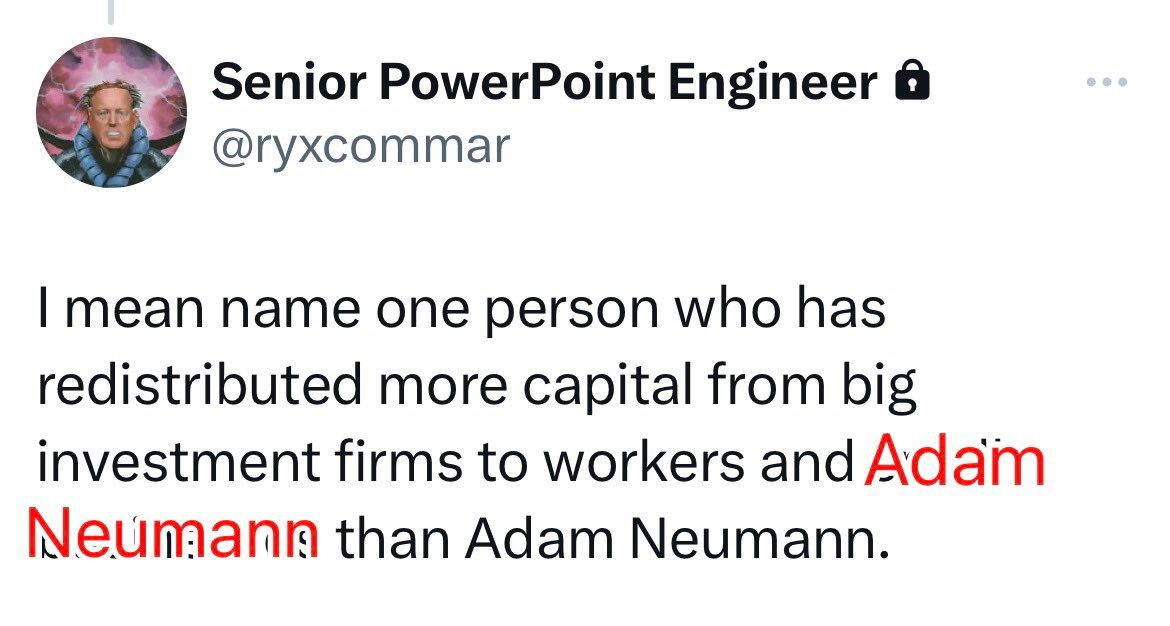 Senior PowerPoint Engineer
@ryxcommar
I mean name one person who has
redistributed more capital from big
investment firms to workers and Adam
Neumann than Adam Neumann.